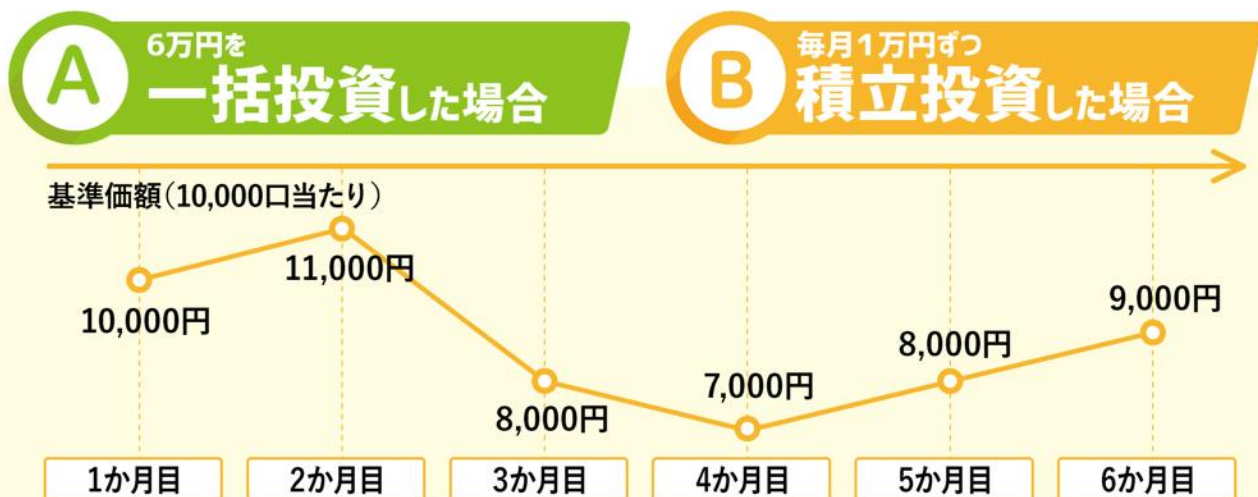 A
6万円を
一括投資した場合
B
毎月1万円ずつ
積立投資した場合
基準価額(10,000口当たり)
10,000円
11,000円
8,000円
7,000円
8,000円
9,000円
1か月目
2か月目
3か月目
4か月目
5か月目
6か月目